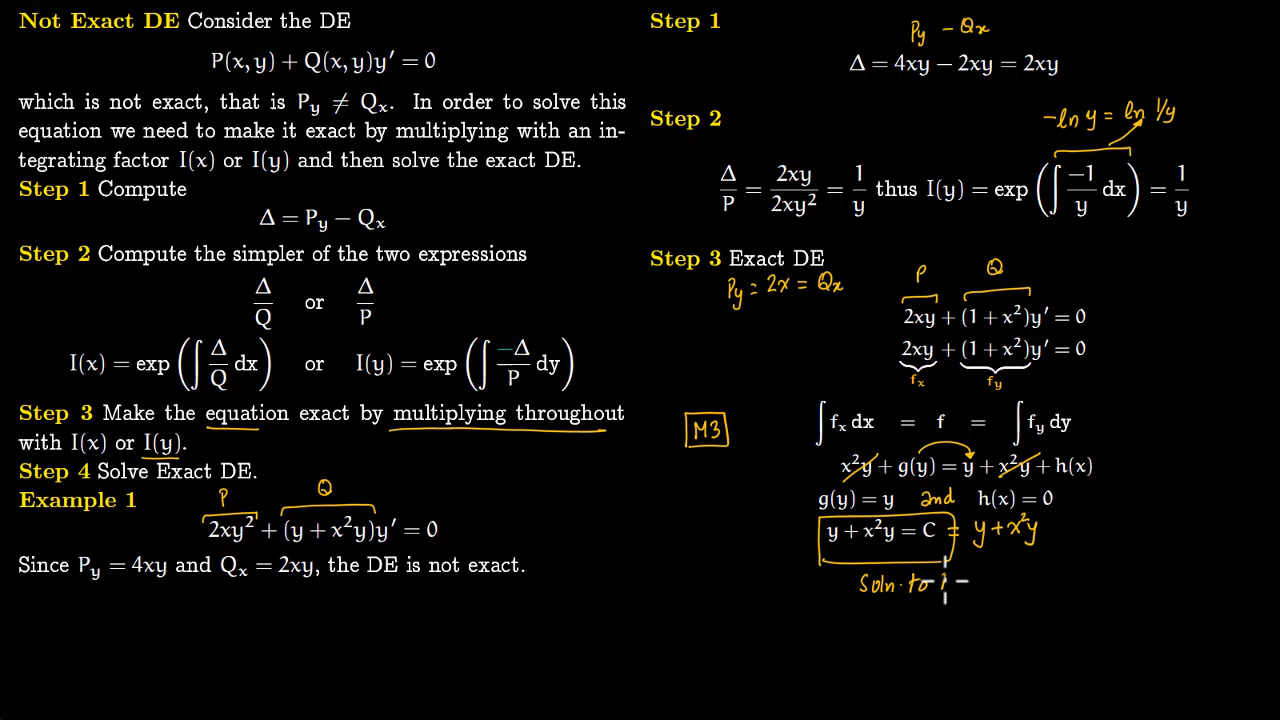 Not Exact DE Consider the DE
P(x, y) + Q(x, y)y′ = 0
which is not exact, that is P_y ≠ Q_x. In order to solve this
equation we need to make it exact by multiplying with an in-
tegrating factor I(x) or I(y) and then solve the exact DE.
Step 1 Compute
Δ = P_y − Q_x
Step 2 Compute the simpler of the two expressions
Δ/Q or Δ/P
I(x) = exp(∫ Δ/Q dx) or I(y) = exp(∫ −Δ/P dy)
Step 3 Make the equation exact by multiplying throughout
with I(x) or I(y).
Step 4 Solve Exact DE.
Example 1
P Q
2xy² + (y + x²y)y′ = 0
Since P_y = 4xy and Q_x = 2xy, the DE is not exact.
Step 1
Py − Qx
Δ = 4xy − 2xy = 2xy
Step 2
−ln y = ln 1/y
Δ/P = 2xy/2xy² = 1/y thus I(y) = exp(∫ −1/y dx) = 1/y
Step 3 Exact DE
Py = 2x = Qx
P Q
2xy + (1 + x²)y′ = 0
2xy + (1 + x²)y′ = 0
f_x f_y
M3
∫ f_x dx = f = ∫ f_y dy
x²y + g(y) = y + x²y + h(x)
g(y) = y and h(x) = 0
y + x²y = C = y + x²y
Soln. to